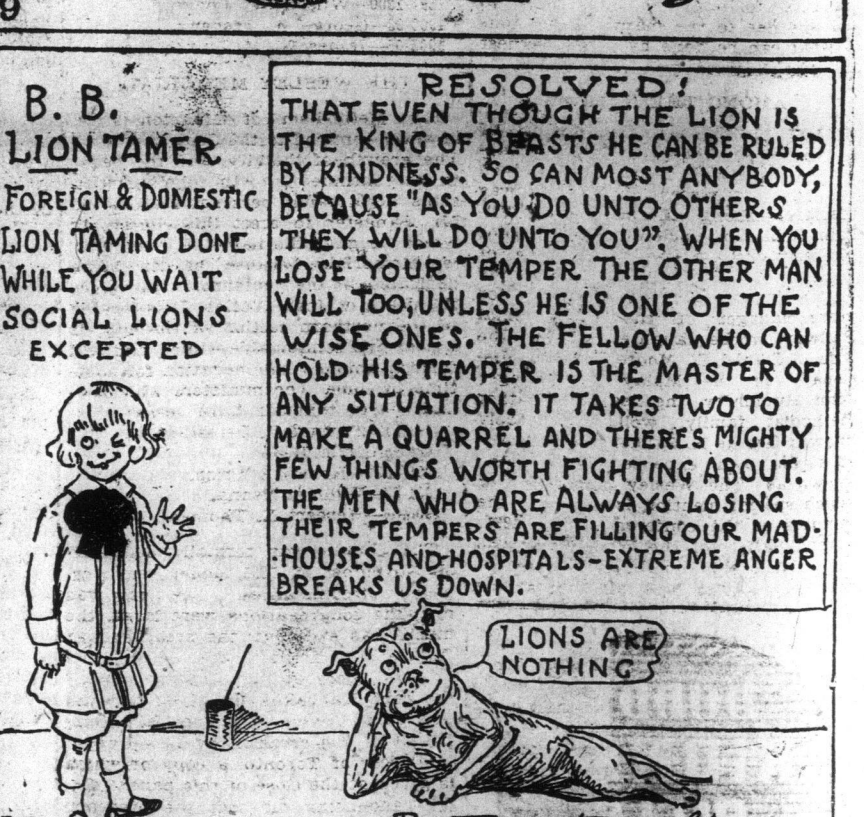 9
B. B.
LION TAMER
FOREIGN & DOMESTIC
LION TAMING DONE
WHILE YOU WAIT
SOCIAL LIONS
EXCEPTED
RESOLVED!
THAT EVEN THOUGH THE LION IS
THE KING OF BEASTS HE CAN BE RULED
BY KINDNESS. SO CAN MOST ANYBODY,
BECAUSE "AS YOU DO UNTO OTHERS
THEY WILL DO UNTO YOU". WHEN YOU
LOSE YOUR TEMPER THE OTHER MAN
WILL TOO, UNLESS HE IS ONE OF THE
WISE ONES. THE FELLOW WHO CAN
HOLD HIS TEMPER IS THE MASTER OF
ANY SITUATION. IT TAKES TWO TO
MAKE A QUARREL AND THERES MIGHTY
FEW THINGS WORTH FIGHTING ABOUT.
THE MEN WHO ARE ALWAYS LOSING
THEIR TEMPERS ARE FILLING OUR MAD-
-HOUSES AND HOSPITALS-EXTREME ANGER
BREAKS US DOWN.
LIONS ARE
NOTHING